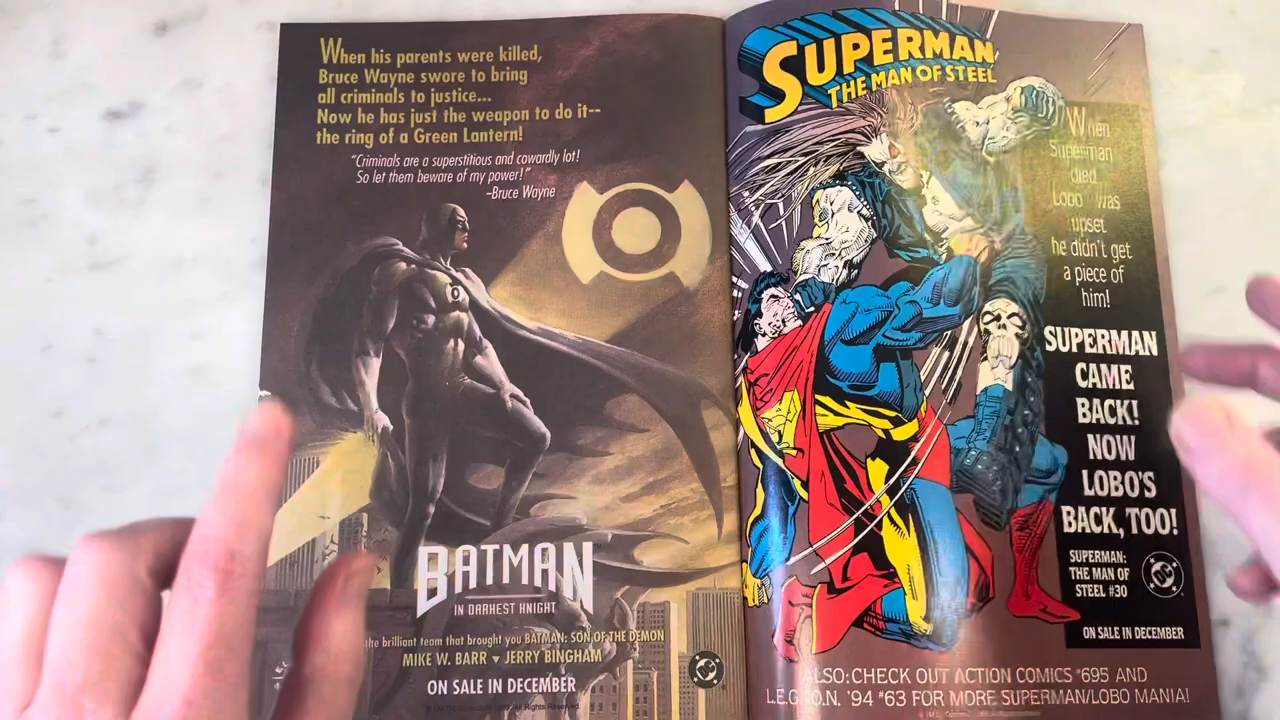 When his parents were killed,
Bruce Wayne swore to bring
all criminals to justice...
Now he has just the weapon to do it--
the ring of a Green Lantern!
"Criminals are a superstitious and cowardly lot!
So let them beware of my power!"
–Bruce Wayne
BATMAN
IN DARKEST KNIGHT
the brilliant team that brought you BATMAN: SON OF THE DEMON
MIKE W. BARR ▾ JERRY BINGHAM
ON SALE IN DECEMBER
DC
All Rights Reserved.
SUPERMAN
THE MAN OF STEEL
When
Superman
died
Lobo was
upset
he didn't get
a piece of
him!
SUPERMAN
CAME
BACK!
NOW
LOBO'S
BACK, TOO!
SUPERMAN:
THE MAN OF
STEEL #30
DC
ON SALE IN DECEMBER
ALSO: CHECK OUT ACTION COMICS #695 AND
L.E.G.I.O.N. '94 #63 FOR MORE SUPERMAN/LOBO MANIA!